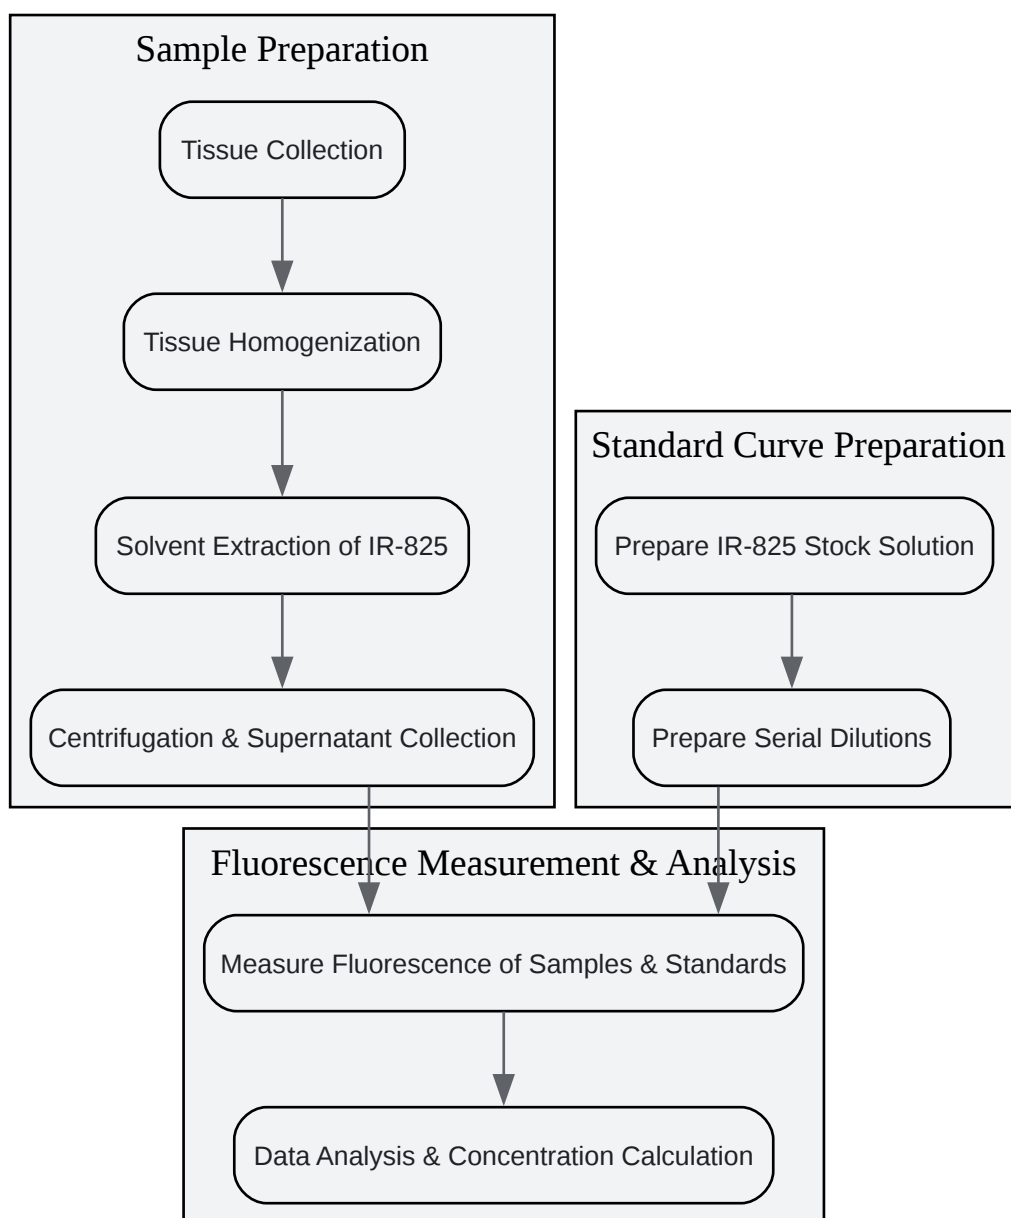 Sample Preparation
Tissue Collection
Tissue Homogenization
Solvent Extraction of IR-825
Centrifugation & Supernatant Collection
Standard Curve Preparation
Prepare IR-825 Stock Solution
Prepare Serial Dilutions
Fluorescence Measurement & Analysis
Measure Fluorescence of Samples & Standards
Data Analysis & Concentration Calculation